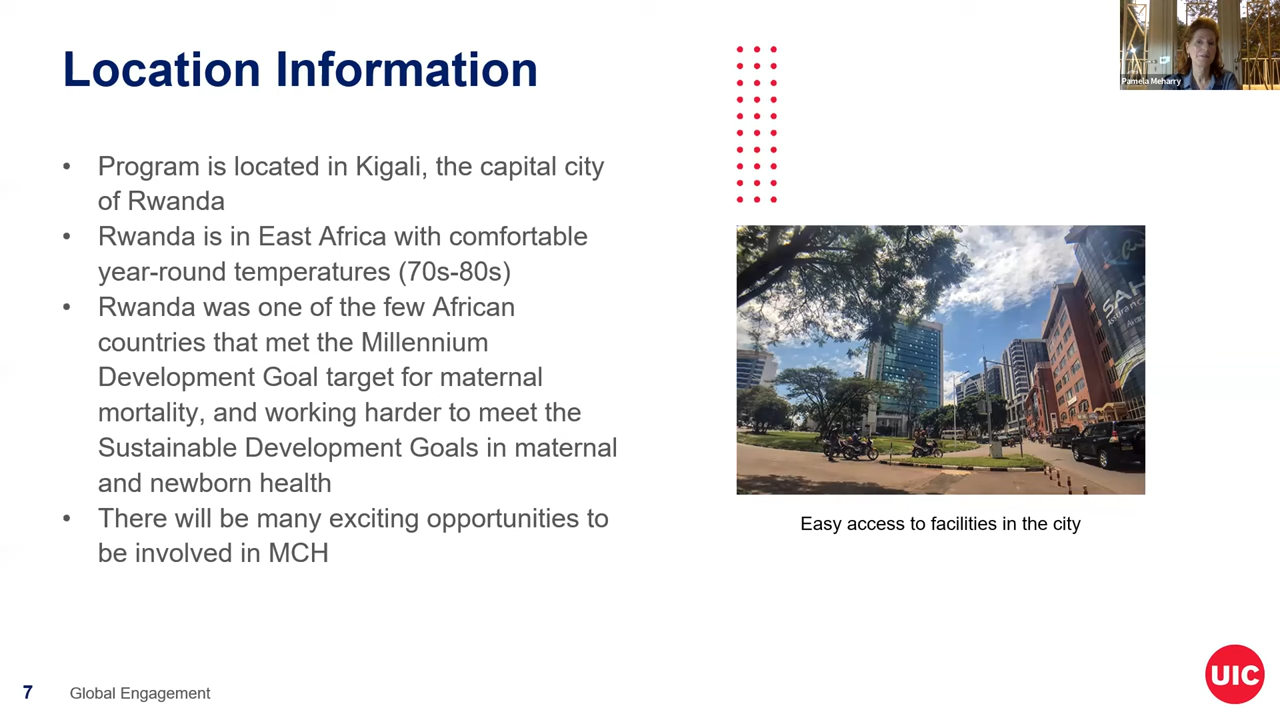 Location Information
Pamela Meharry
• Program is located in Kigali, the capital city
of Rwanda
• Rwanda is in East Africa with comfortable
year-round temperatures (70s-80s)
• Rwanda was one of the few African
countries that met the Millennium
Development Goal target for maternal
mortality, and working harder to meet the
Sustainable Development Goals in maternal
and newborn health
• There will be many exciting opportunities to
be involved in MCH
SAH
Easy access to facilities in the city
7 Global Engagement
UIC